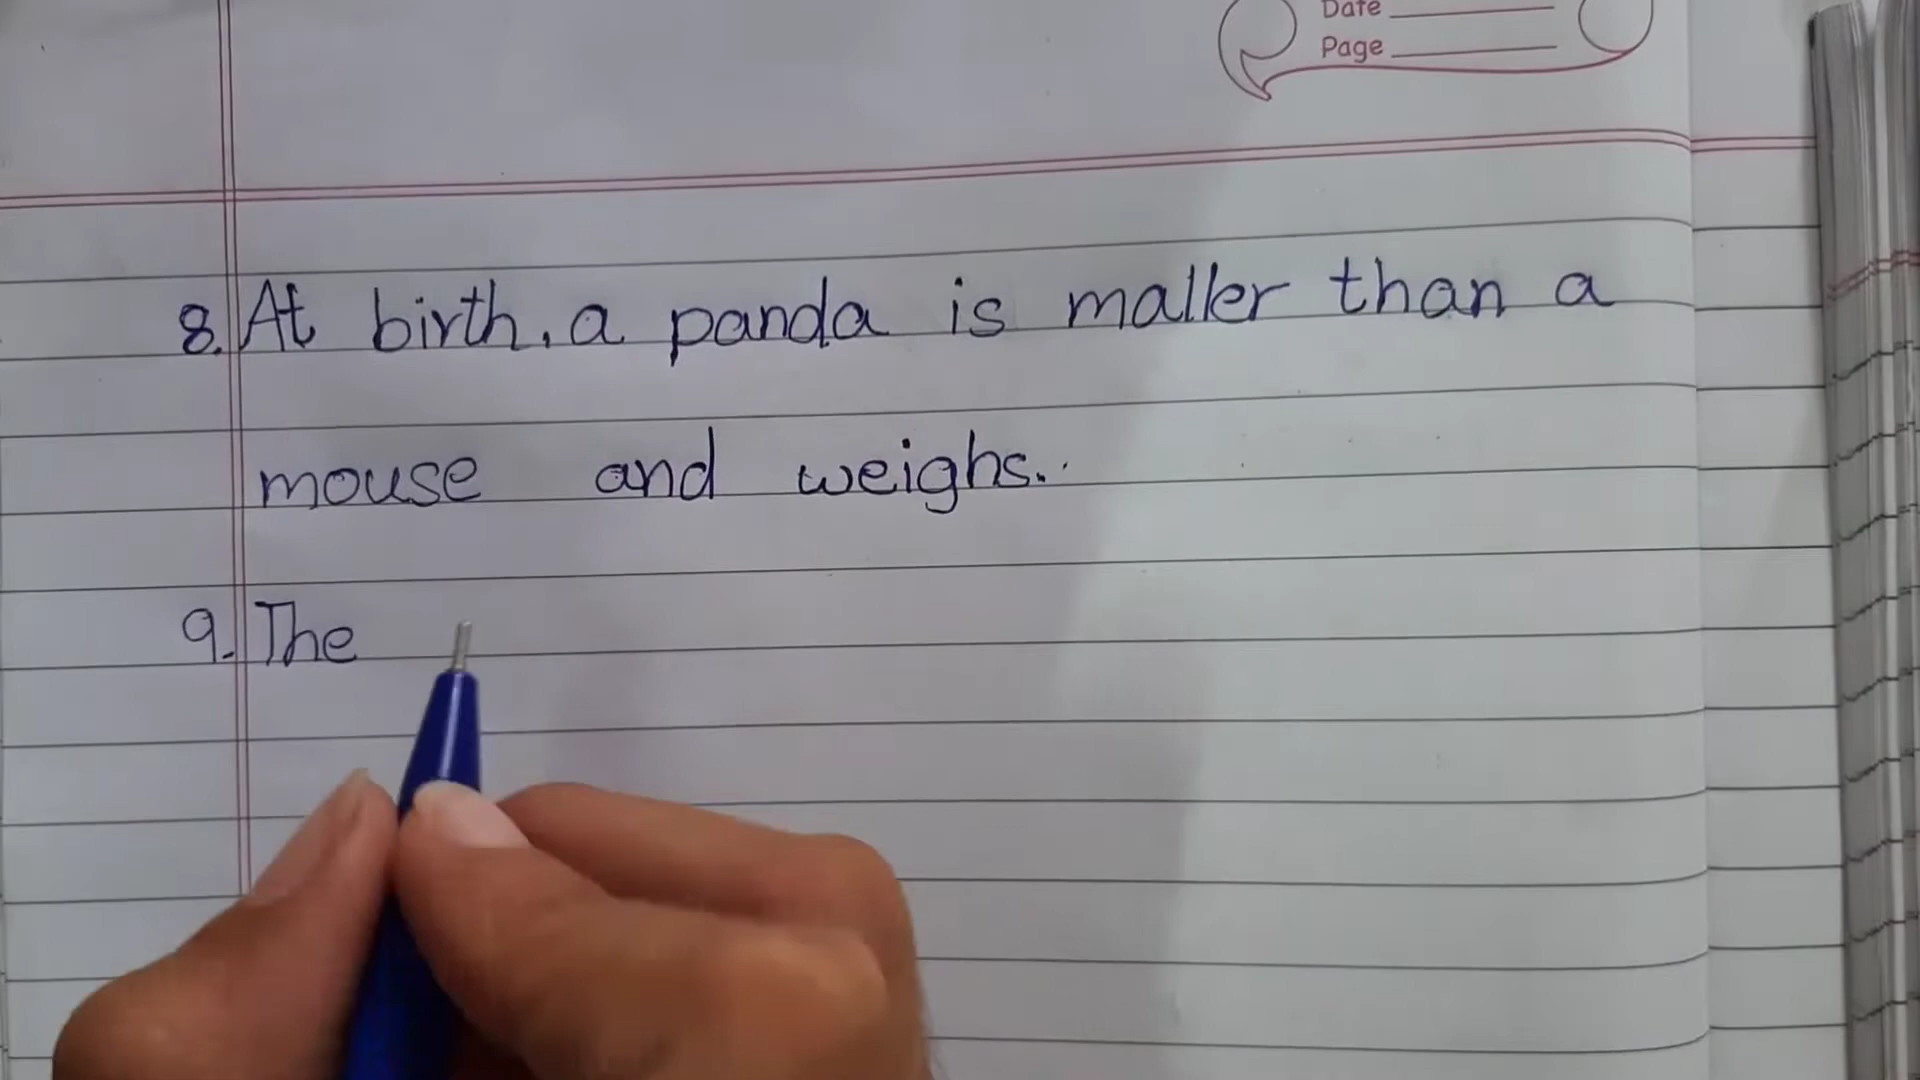 Date
Page
8. At birth, a panda is maller than a
mouse and weighs.
9. The